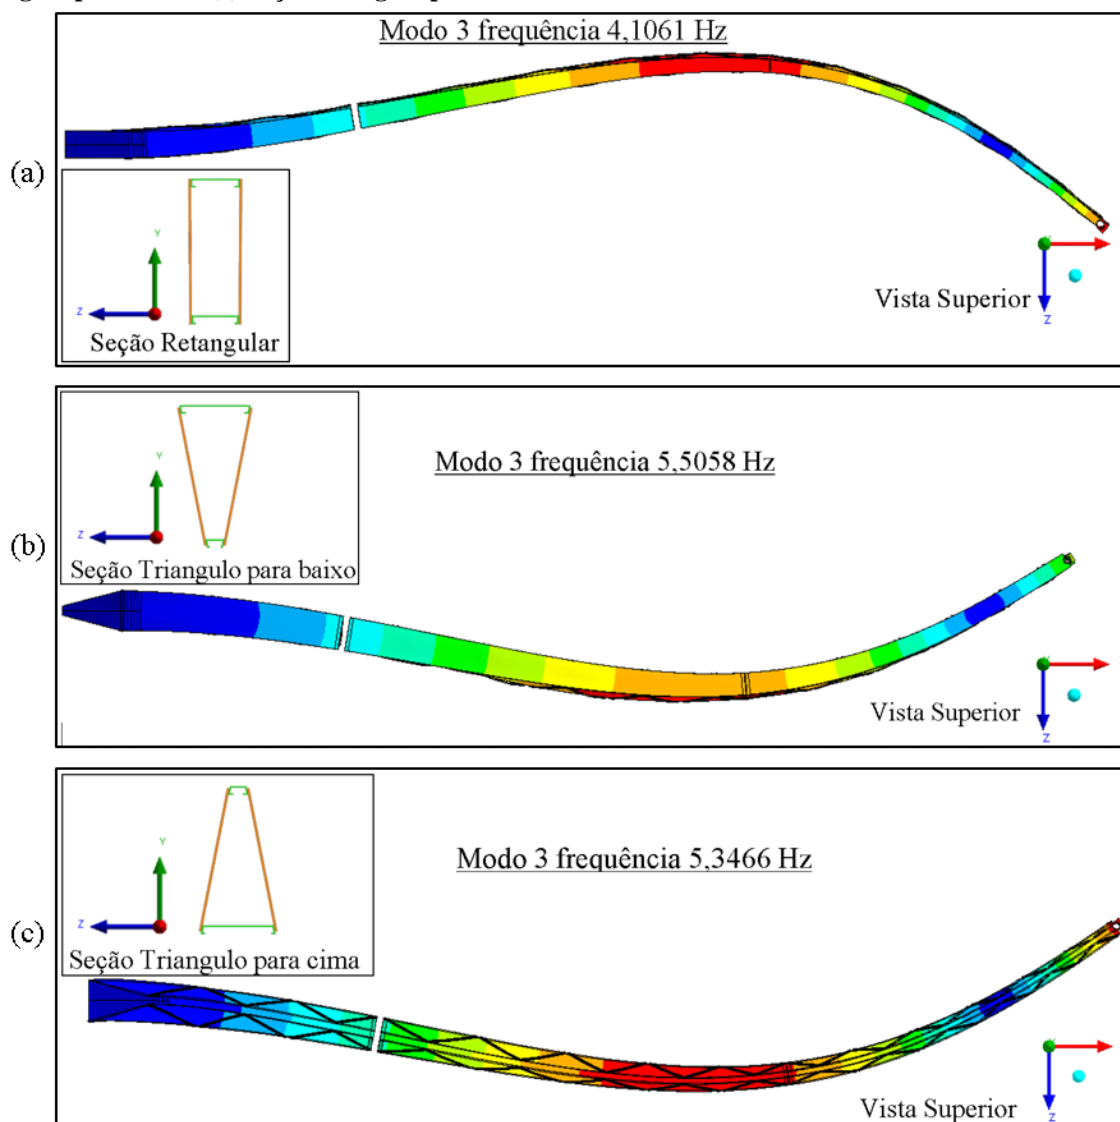 Modo 3 frequência 4,1061 Hz
(a)
Y
Z
Seção Retangular
Vista Superior
Y
Z
Modo 3 frequência 5,5058 Hz
(b)
Y
Z
Seção Triangulo para baixo
Vista Superior
Z
Modo 3 frequência 5,3466 Hz
(c)
Y
Z
Seção Triangulo para cima
Vista Superior
Z